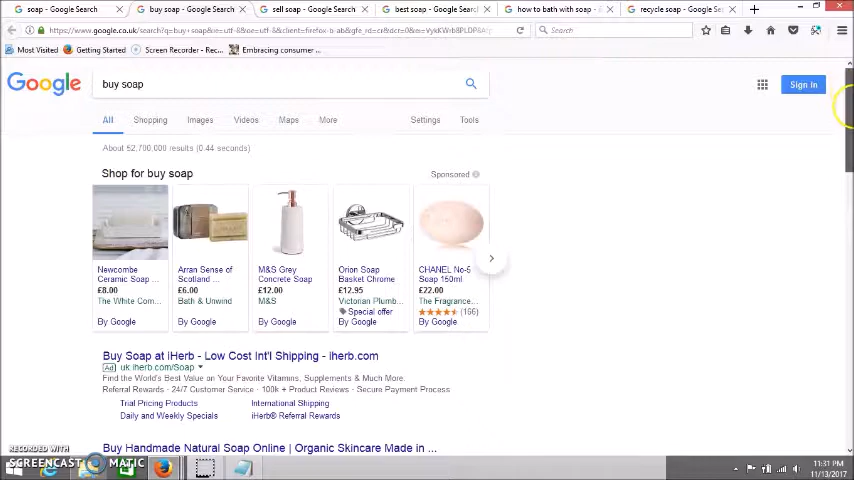 soap - Google Search
buy soap - Google Search
sell soap - Google Search
best soap - Google Search
how to bath with soap -
recycle soap - Google Se
Search
Most Visited
Getting Started
Screen Recorder - Rec...
Embracing consumer ...
Google
buy soap
Sign in
All
Shopping
Images
Videos
Maps
More
Settings
Tools
About 52,700,000 results (0.44 seconds)
Shop for buy soap
Sponsored
Newcombe
Ceramic Soap ...
£8.00
The White Com...
By Google
Arran Sense of
Scotland ...
£6.00
Bath & Unwind
By Google
M&S Grey
Concrete Soap
£12.00
M&S
By Google
Orion Soap
Basket Chrome
£12.95
Victorian Plumb...
Special offer
By Google
CHANEL No-5
Soap 150ml
£22.00
The Fragrance...
(166)
By Google
Buy Soap at iHerb - Low Cost Int'l Shipping - iherb.com
Ad uk.iherb.com/Soap
Find the World's Best Value on Your Favorite Vitamins, Supplements & Much More.
Referral Rewards · 24/7 Customer Service · 100k + Product Reviews · Secure Payment Process
Trial Pricing Products
International Shipping
Daily and Weekly Specials
iHerb® Referral Rewards
Buy Handmade Natural Soap Online | Organic Skincare Made in ...
RECORDED WITH
SCREENCAST MATIC
11:31 PM
11/13/2017